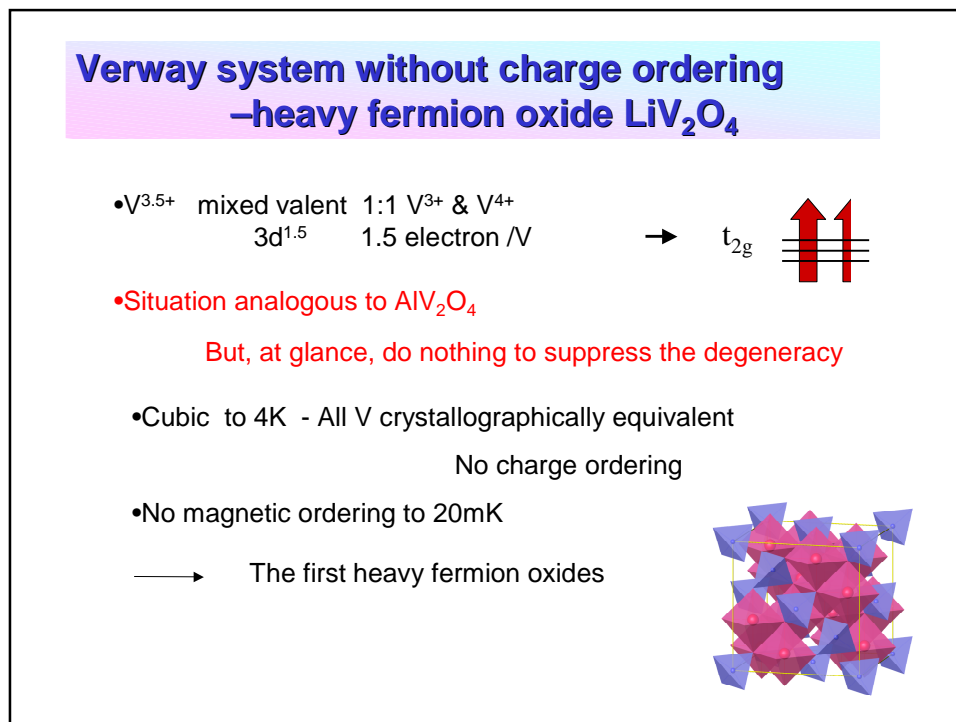 Verway system without charge ordering
–heavy fermion oxide LiV₂O₄
•V³·⁵⁺ mixed valent 1:1 V³⁺ & V⁴⁺
3d¹·⁵ 1.5 electron /V → t₂g
•Situation analogous to AlV₂O₄
But, at glance, do nothing to suppress the degeneracy
•Cubic to 4K - All V crystallographically equivalent
No charge ordering
•No magnetic ordering to 20mK
→ The first heavy fermion oxides